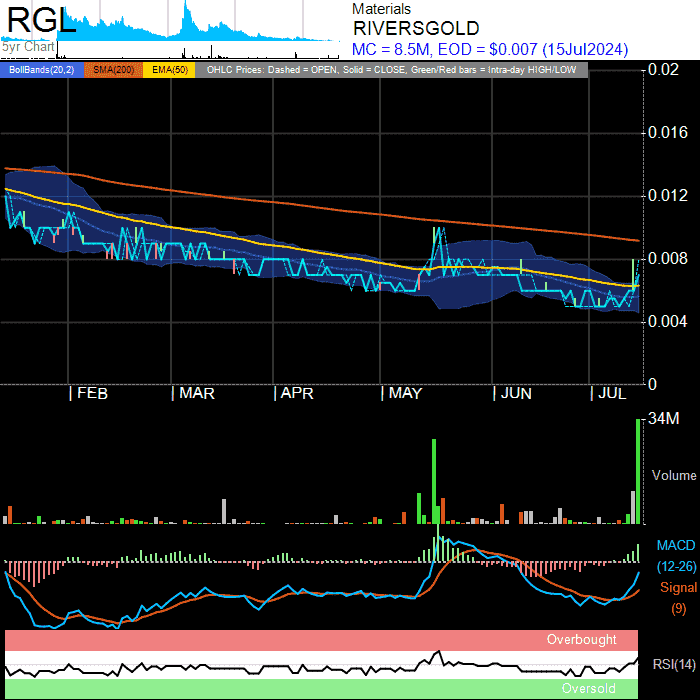 RGL
5yr Chart
Materials
RIVERSGOLD
MC = 8.5M, EOD = $0.007 (15Jul2024)
BollBands(20,2) SMA(200) EMA(50) OHLC Prices: Dashed = OPEN, Solid = CLOSE, Green/Red bars = Intra-day HIGH/LOW
0.02
0.016
0.012
0.008
0.004
0
| FEB | MAR | APR | MAY | JUN | JUL
34M
Volume
MACD
(12-26)
Signal
(9)
Overbought
RSI(14)
Oversold